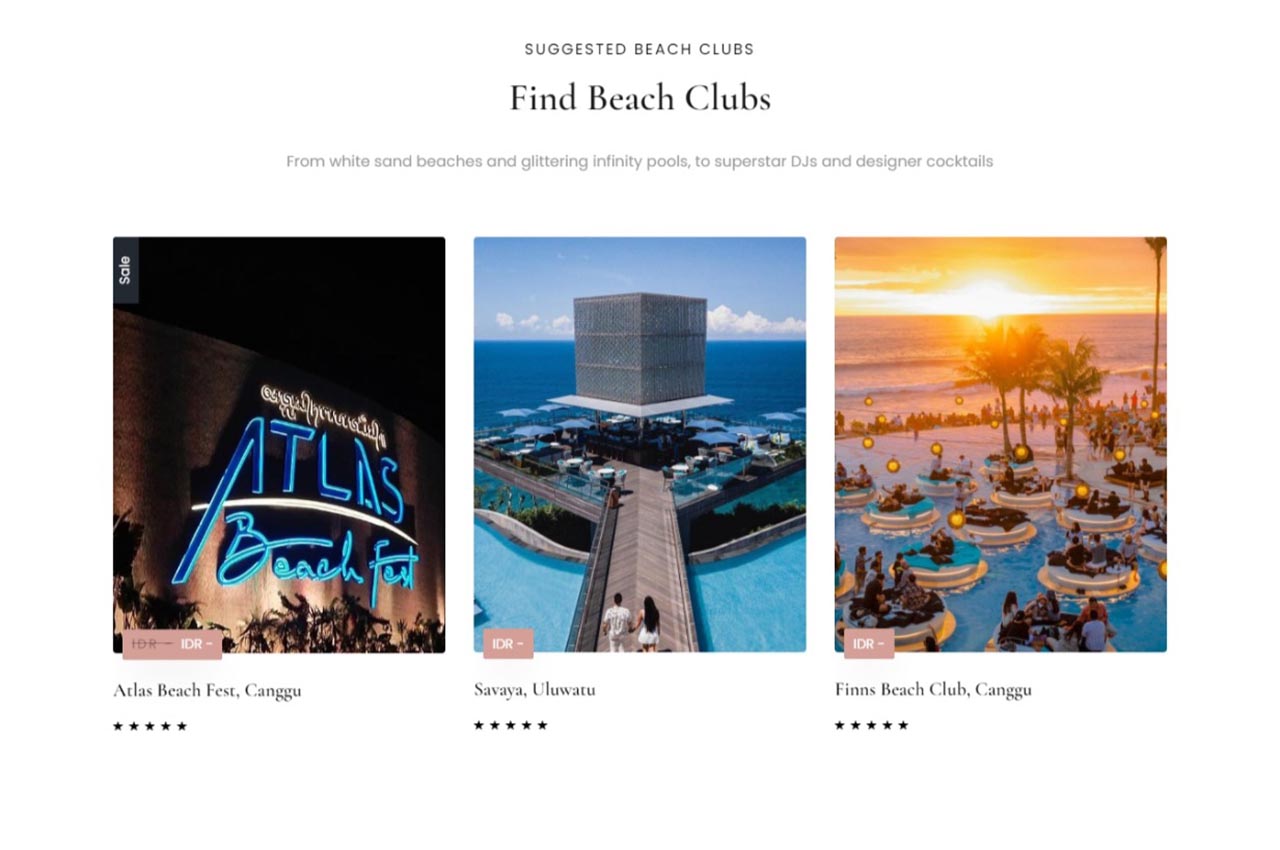 SUGGESTED BEACH CLUBS
Find Beach Clubs
From white sand beaches and glittering infinity pools, to superstar DJs and designer cocktails
Sale
ATLAS
Beach Fest
IDR – IDR –
IDR –
IDR –
Atlas Beach Fest, Canggu
Savaya, Uluwatu
Finns Beach Club, Canggu